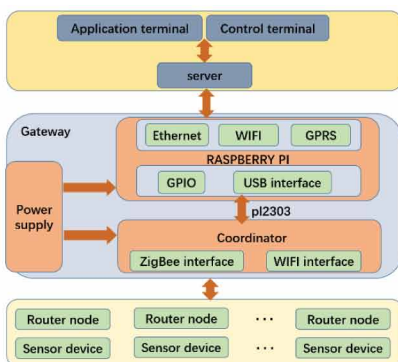 Application terminal Control terminal
server
Gateway
Ethernet WIFI GPRS
RASPBERRY PI
GPIO USB interface
Power
supply
pl2303
Coordinator
ZigBee interface WIFI interface
Router node Router node ... Router node
Sensor device Sensor device ... Sensor device